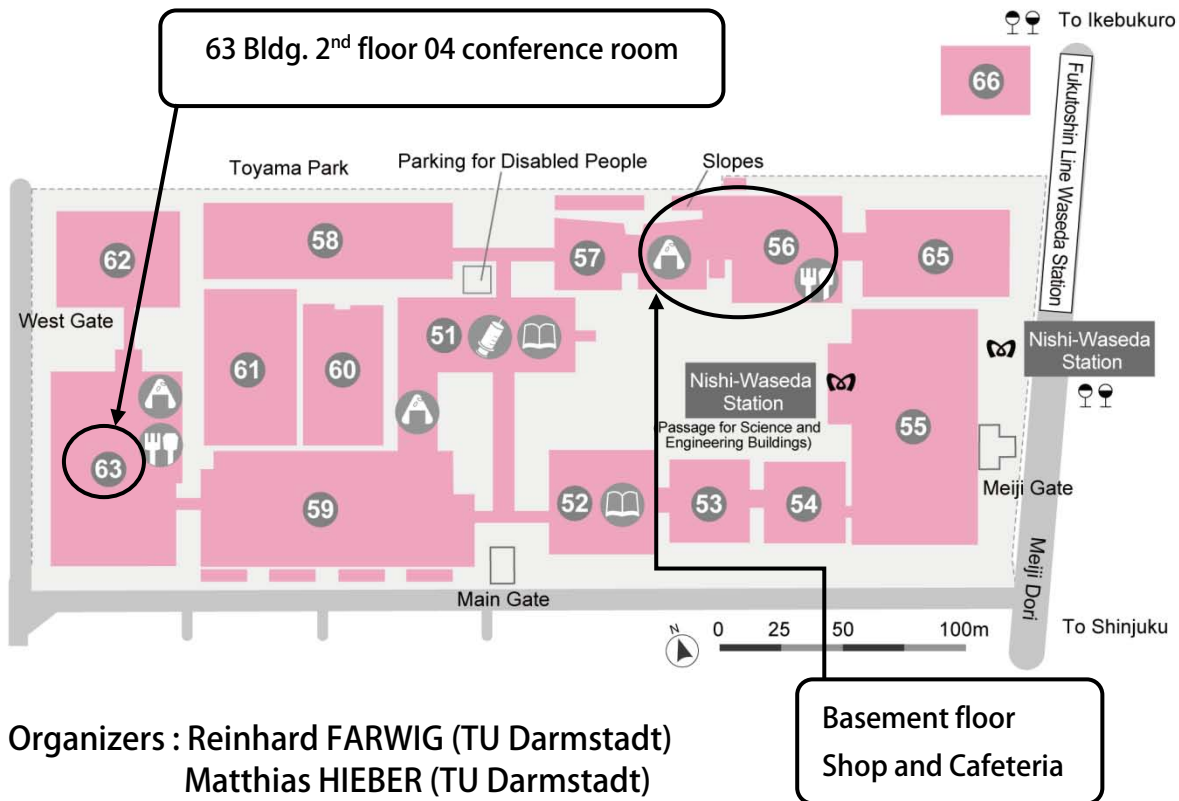 63 Bldg. 2nd floor 04 conference room
To Ikebukuro
66
Fukutoshin Line Waseda Station
Toyama Park
Parking for Disabled People
Slopes
62
58
57
56
65
West Gate
51
61
60
Nishi-Waseda
Station
Nishi-Waseda
Station
(Passage for Science and
Engineering Buildings)
55
63
59
52
53
54
Meiji Gate
Main Gate
Meiji Dori
N
0 25 50 100m
To Shinjuku
Basement floor
Shop and Cafeteria
Organizers : Reinhard FARWIG (TU Darmstadt)
Matthias HIEBER (TU Darmstadt)